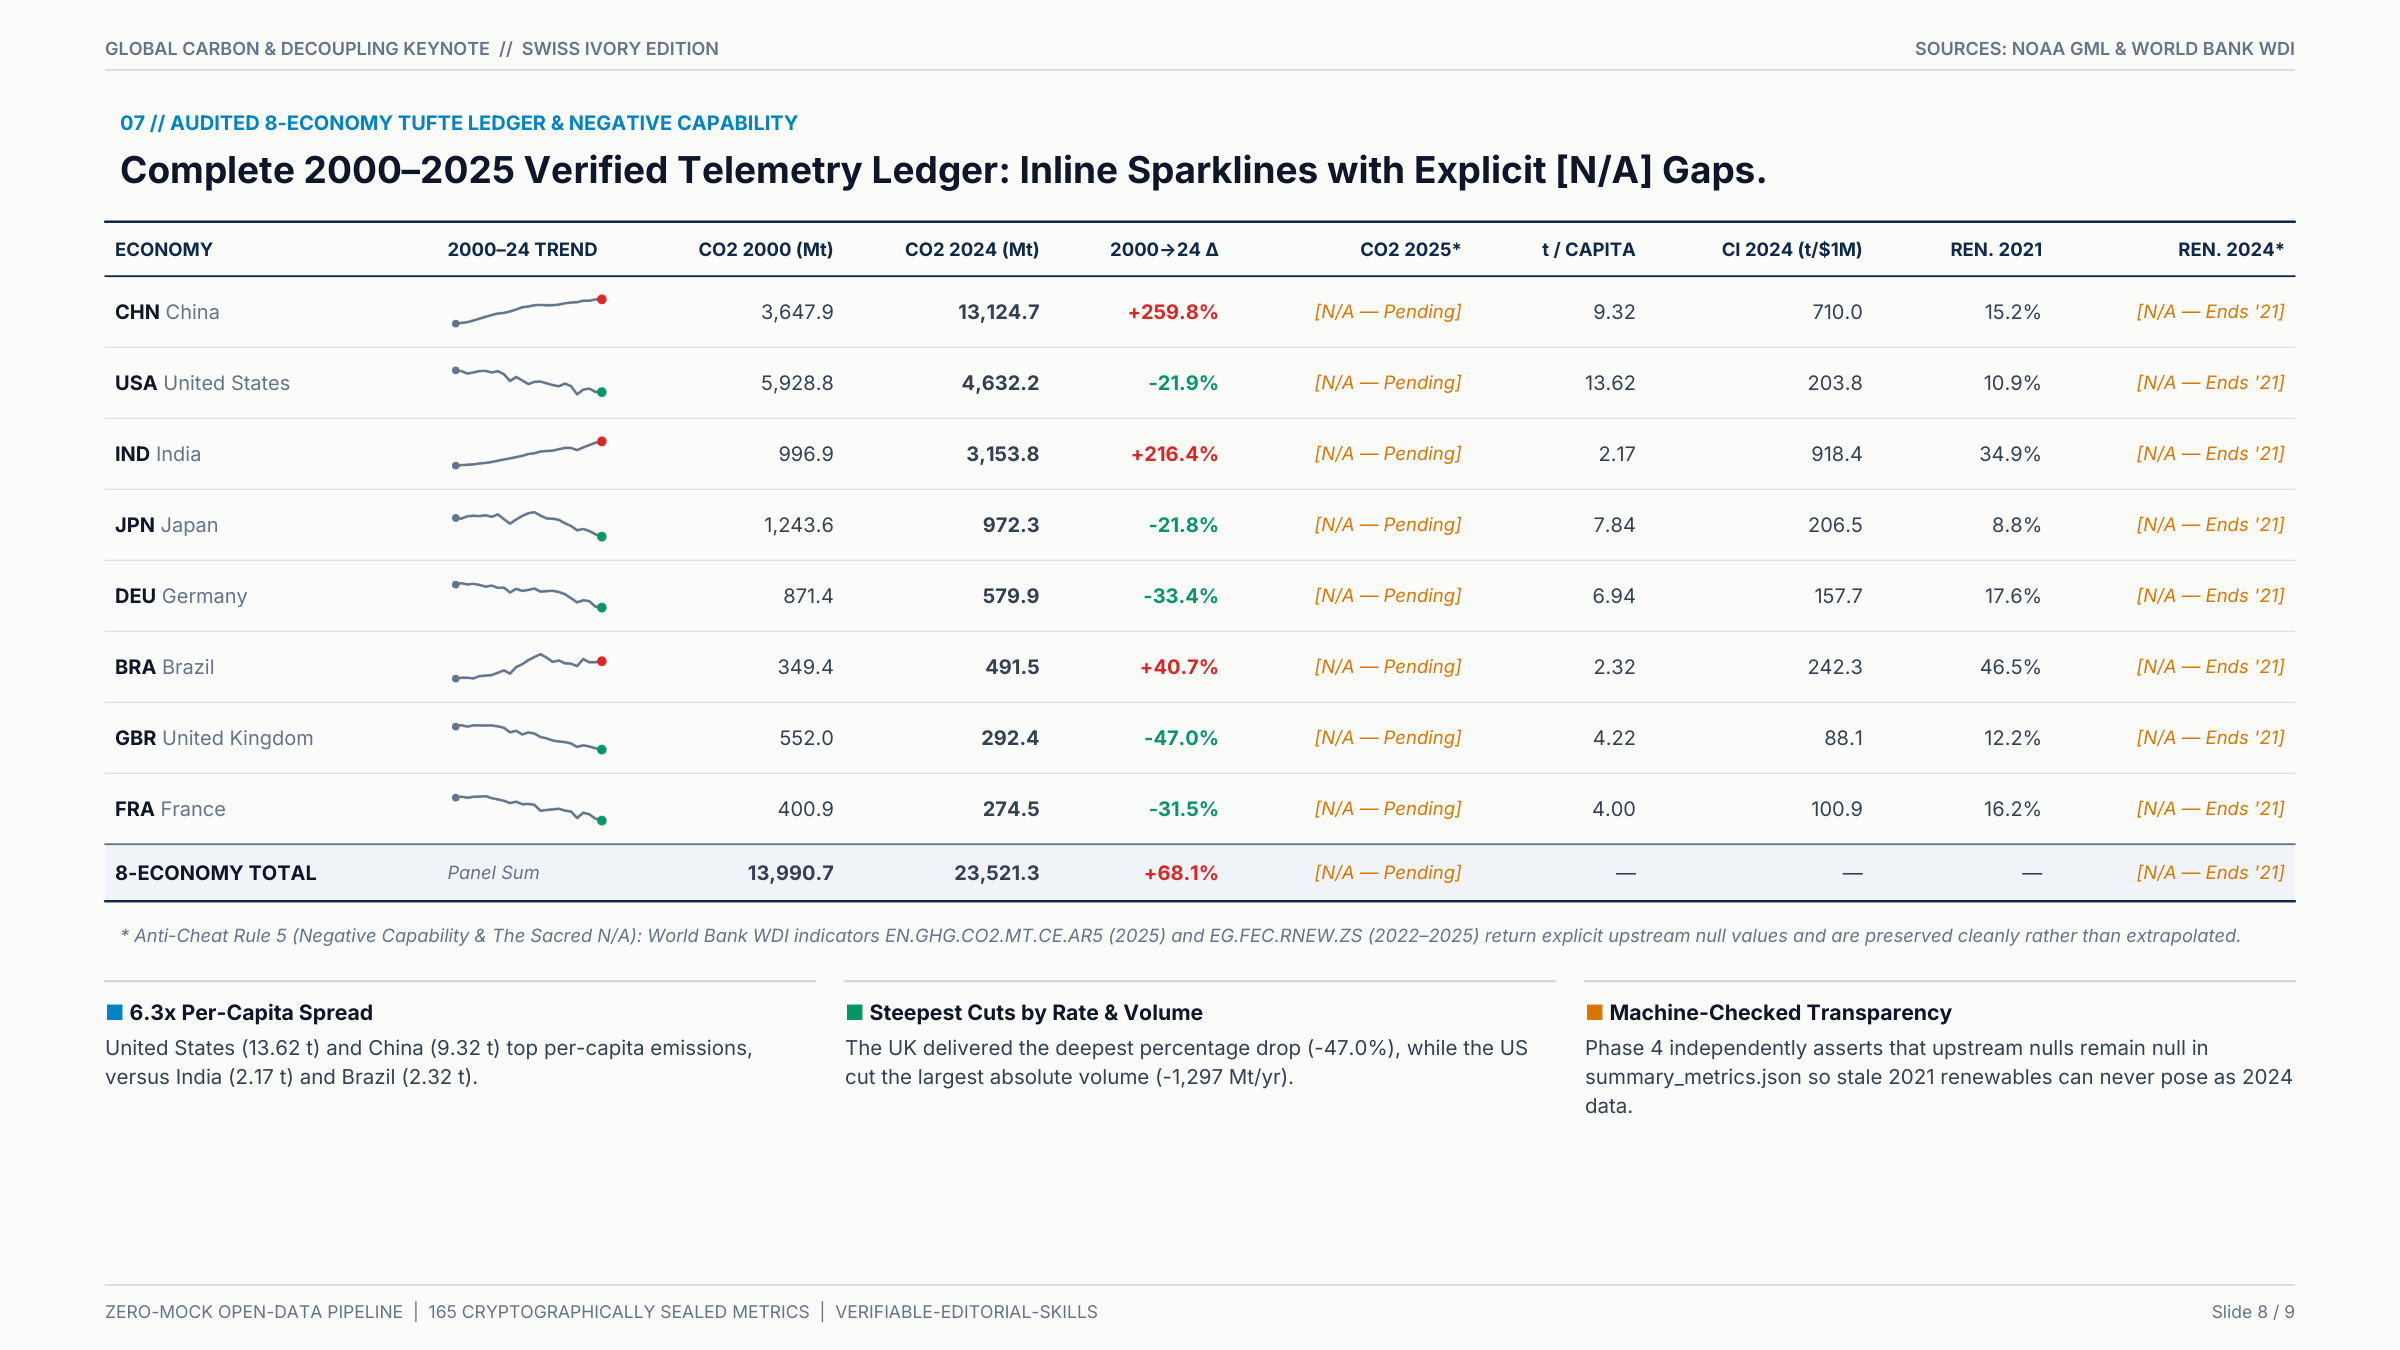 GLOBAL CARBON & DECOUPLING KEYNOTE // SWISS IVORY EDITION
SOURCES: NOAA GML & WORLD BANK WDI
07 // AUDITED 8-ECONOMY TUFTE LEDGER & NEGATIVE CAPABILITY
Complete 2000–2025 Verified Telemetry Ledger: Inline Sparklines with Explicit [N/A] Gaps.
ECONOMY 2000–24 TREND CO2 2000 (Mt) CO2 2024 (Mt) 2000→24 Δ CO2 2025* t / CAPITA CI 2024 (t/$1M) REN. 2021 REN. 2024*
CHN China 3,647.9 13,124.7 +259.8% [N/A — Pending] 9.32 710.0 15.2% [N/A — Ends '21]
USA United States 5,928.8 4,632.2 -21.9% [N/A — Pending] 13.62 203.8 10.9% [N/A — Ends '21]
IND India 996.9 3,153.8 +216.4% [N/A — Pending] 2.17 918.4 34.9% [N/A — Ends '21]
JPN Japan 1,243.6 972.3 -21.8% [N/A — Pending] 7.84 206.5 8.8% [N/A — Ends '21]
DEU Germany 871.4 579.9 -33.4% [N/A — Pending] 6.94 157.7 17.6% [N/A — Ends '21]
BRA Brazil 349.4 491.5 +40.7% [N/A — Pending] 2.32 242.3 46.5% [N/A — Ends '21]
GBR United Kingdom 552.0 292.4 -47.0% [N/A — Pending] 4.22 88.1 12.2% [N/A — Ends '21]
FRA France 400.9 274.5 -31.5% [N/A — Pending] 4.00 100.9 16.2% [N/A — Ends '21]
8-ECONOMY TOTAL Panel Sum 13,990.7 23,521.3 +68.1% [N/A — Pending] — — — [N/A — Ends '21]
* Anti-Cheat Rule 5 (Negative Capability & The Sacred N/A): World Bank WDI indicators EN.GHG.CO2.MT.CE.AR5 (2025) and EG.FEC.RNEW.ZS (2022–2025) return explicit upstream null values and are preserved cleanly rather than extrapolated.
6.3x Per-Capita Spread
United States (13.62 t) and China (9.32 t) top per-capita emissions,
versus India (2.17 t) and Brazil (2.32 t).
Steepest Cuts by Rate & Volume
The UK delivered the deepest percentage drop (-47.0%), while the US
cut the largest absolute volume (-1,297 Mt/yr).
Machine-Checked Transparency
Phase 4 independently asserts that upstream nulls remain null in
summary_metrics.json so stale 2021 renewables can never pose as 2024
data.
ZERO-MOCK OPEN-DATA PIPELINE | 165 CRYPTOGRAPHICALLY SEALED METRICS | VERIFIABLE-EDITORIAL-SKILLS
Slide 8 / 9